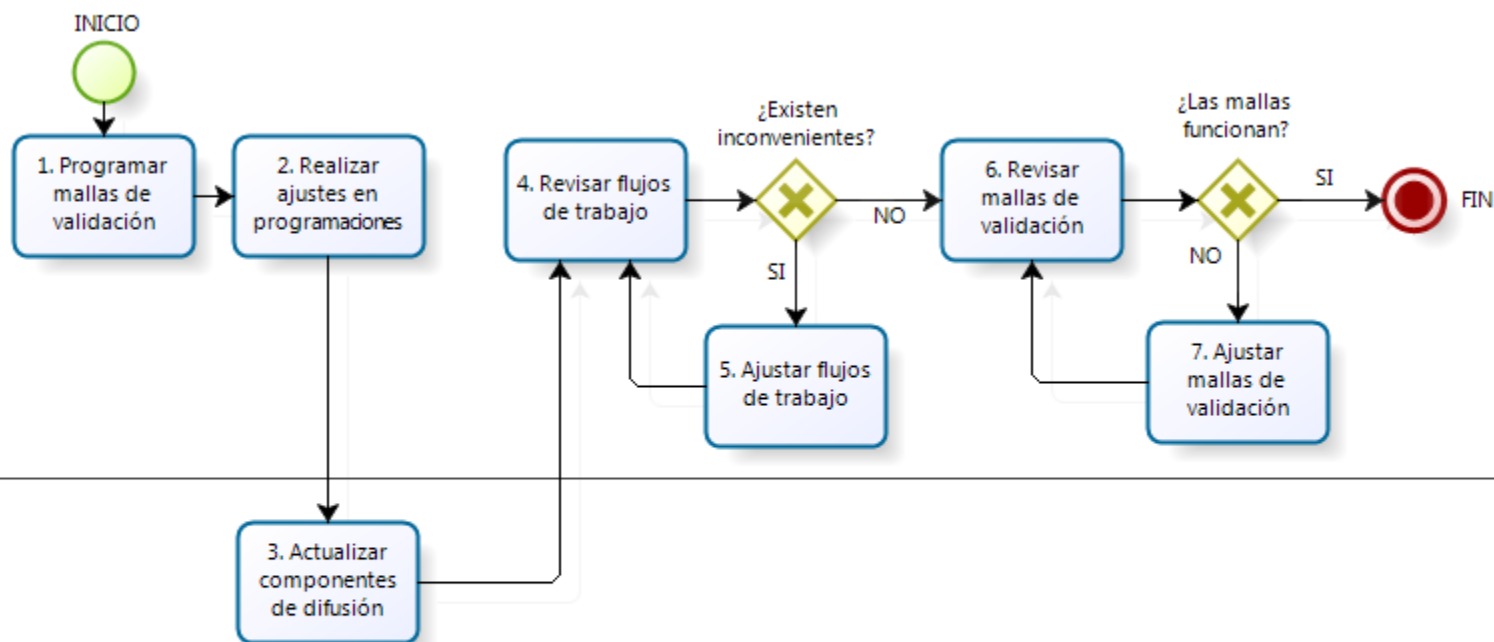 INICIO
1. Programar
mallas de
validación
2. Realizar
ajustes en
programaciones
3. Actualizar
componentes
de difusión
4. Revisar flujos
de trabajo
¿Existen
inconvenientes?
NO
SI
5. Ajustar flujos
de trabajo
6. Revisar
mallas de
validación
¿Las mallas
funcionan?
SI
NO
7. Ajustar
mallas de
validación
FIN